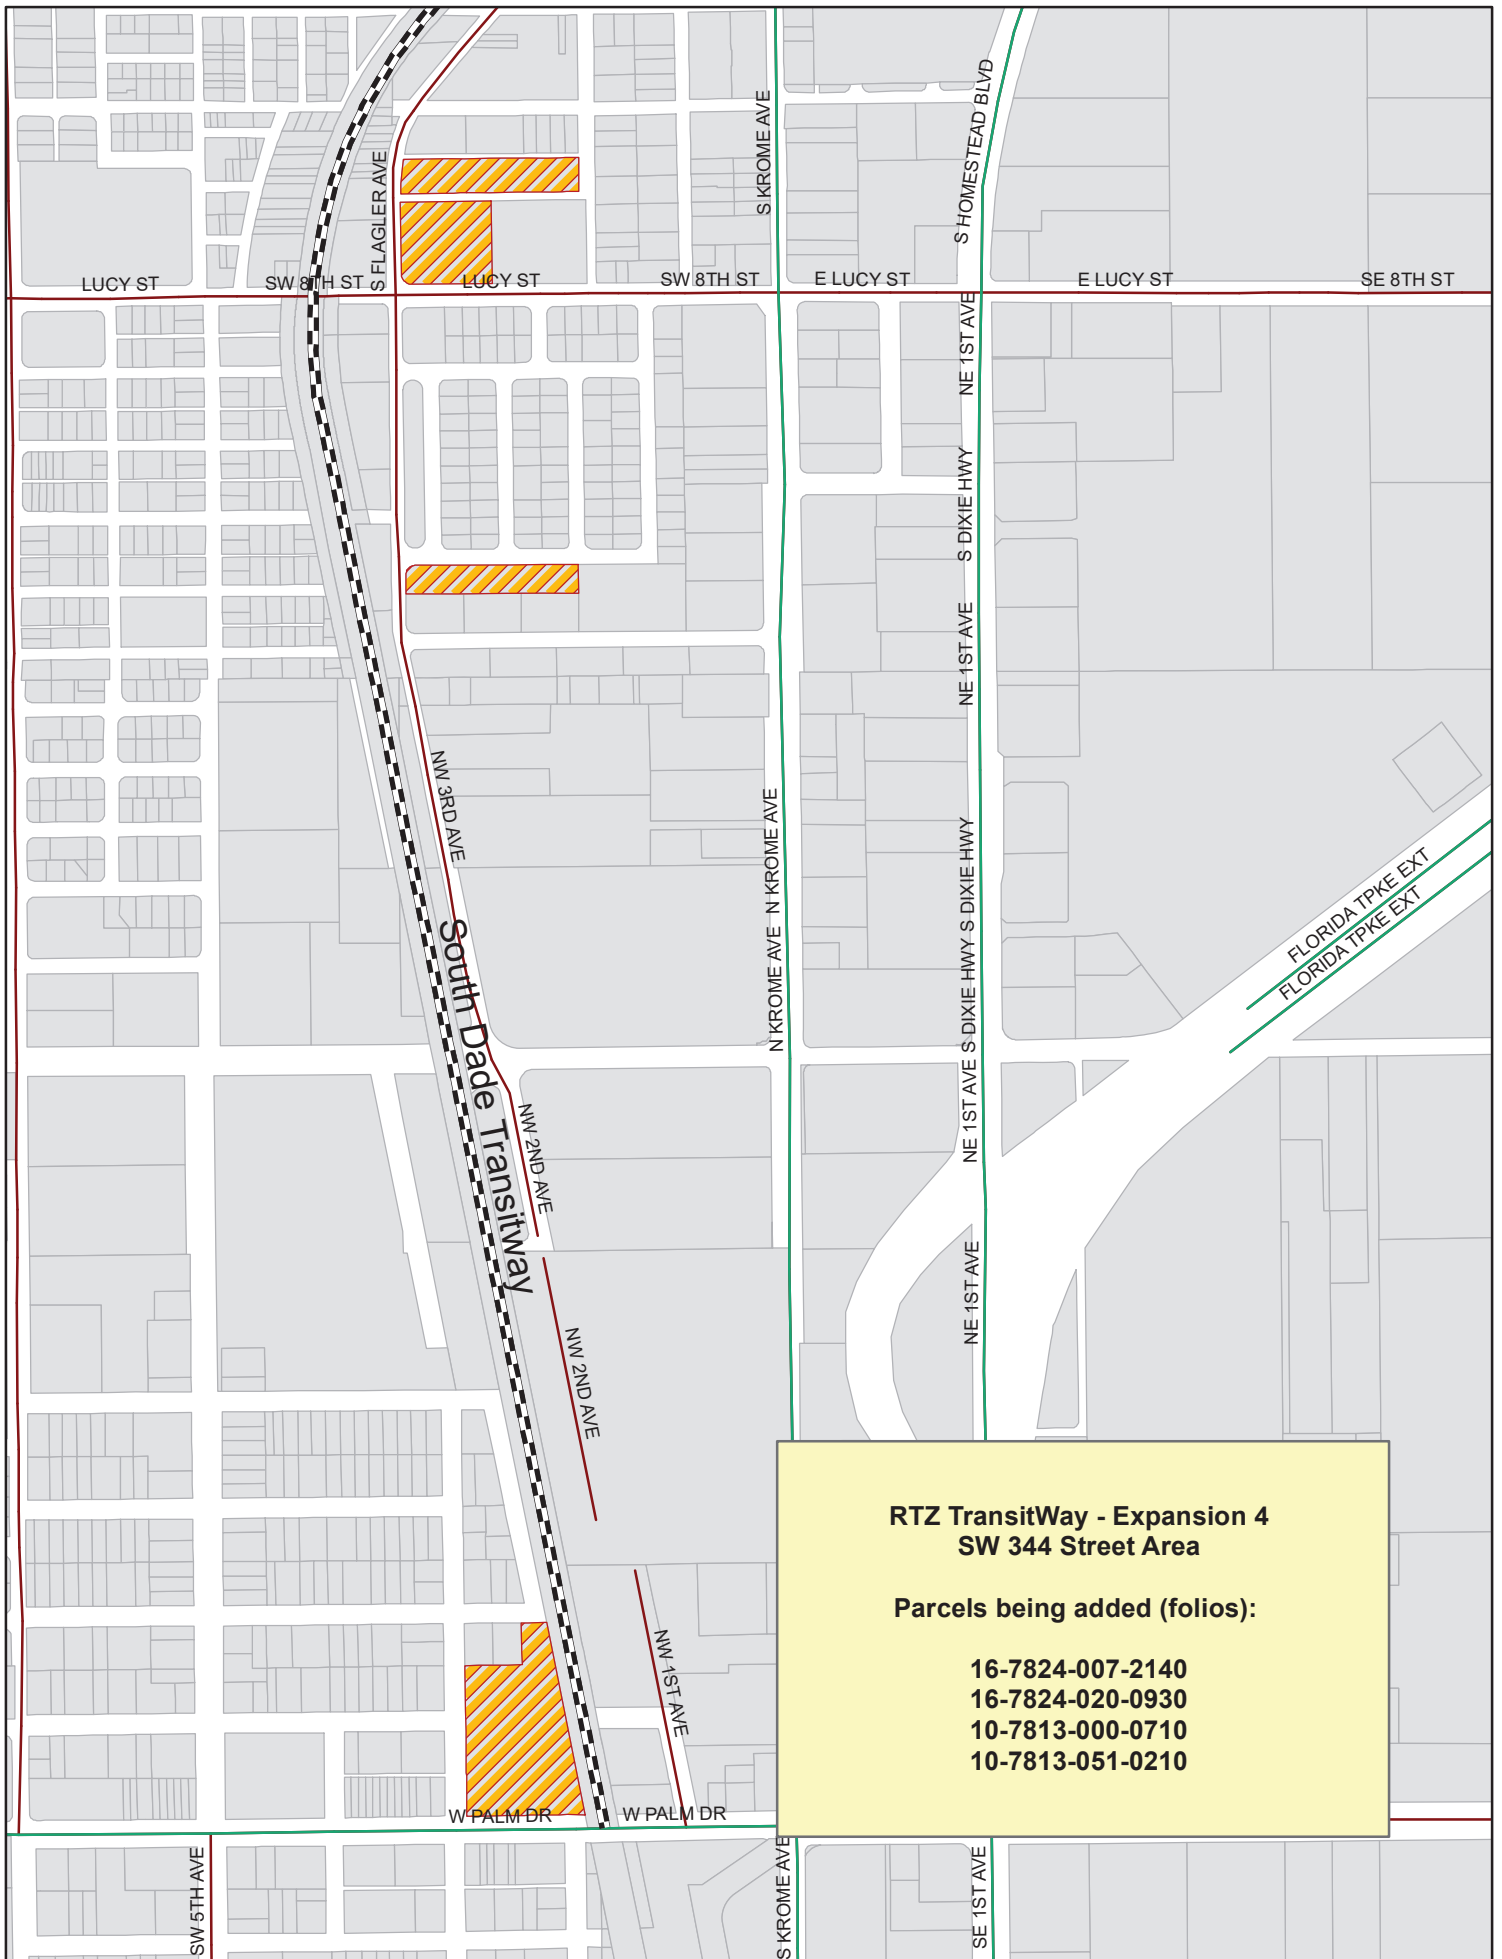 S KROME AVE
S HOMESTEAD BLVD
S FLAGLER AVE
LUCY ST
SW 8TH ST
LUCY ST
SW 8TH ST
E LUCY ST
E LUCY ST
SE 8TH ST
NE 1ST AVE
S DIXIE HWY
NE 1ST AVE
NW 3RD AVE
N KROME AVE
N KROME AVE
S DIXIE HWY
S DIXIE HWY
NE 1ST AVE
FLORIDA TPKE EXT
FLORIDA TPKE EXT
South Dade Transitway
NW 2ND AVE
NE 1ST AVE
NW 2ND AVE
RTZ TransitWay - Expansion 4
SW 344 Street Area
Parcels being added (folios):
16-7824-007-2140
16-7824-020-0930
10-7813-000-0710
10-7813-051-0210
NW 1ST AVE
W PALM DR
W PALM DR
SW 5TH AVE
S KROME AVE
SE 1ST AVE